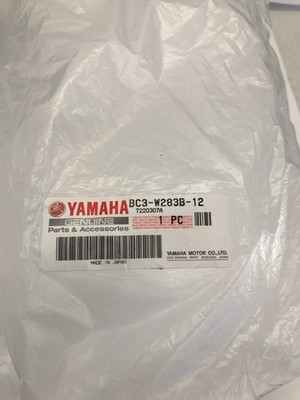 YAMAHA
GENUINE
Parts & Accessories
BC3-W283B-12
T220307A
1 PC
MADE IN JAPAN
YAMAHA MOTOR CO.,LTD.